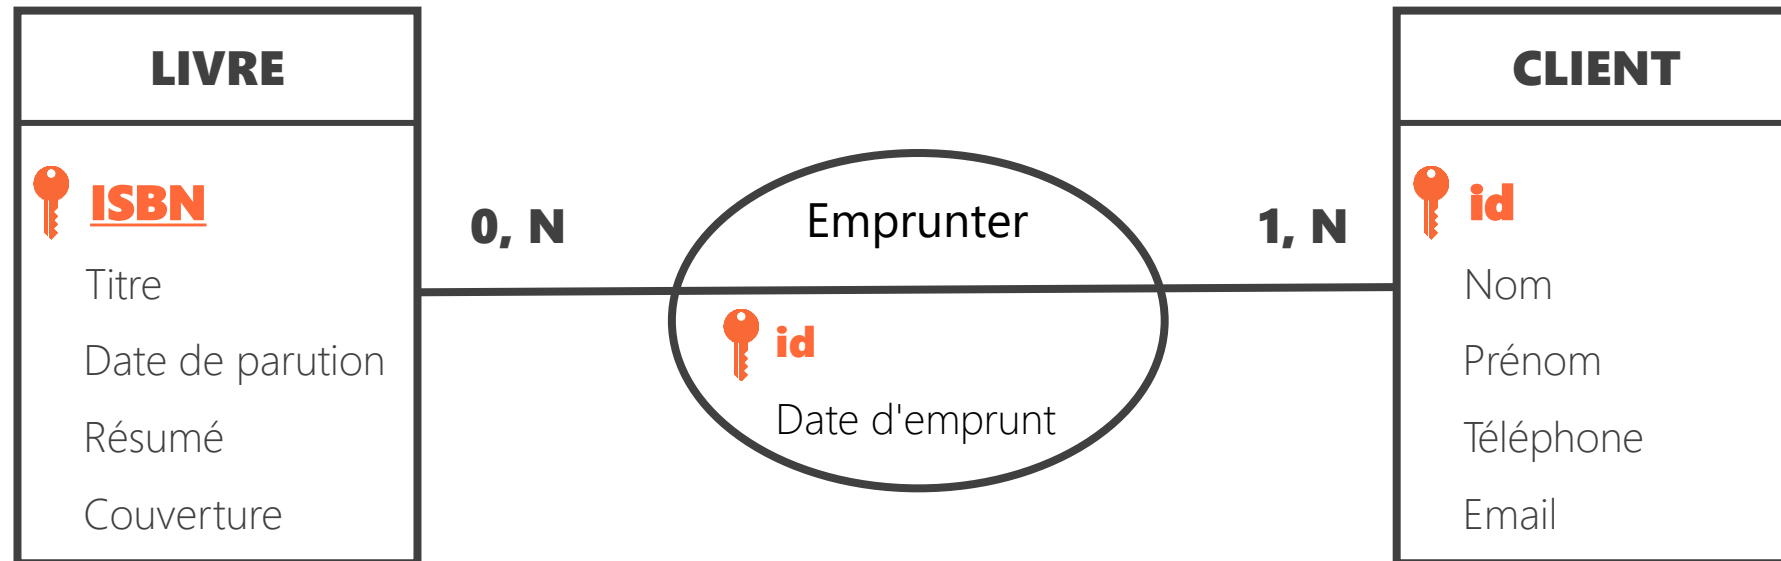 LIVRE
ISBN
Titre
Date de parution
Résumé
Couverture
0, N
Emprunter
id
Date d'emprunt
1, N
CLIENT
id
Nom
Prénom
Téléphone
Email